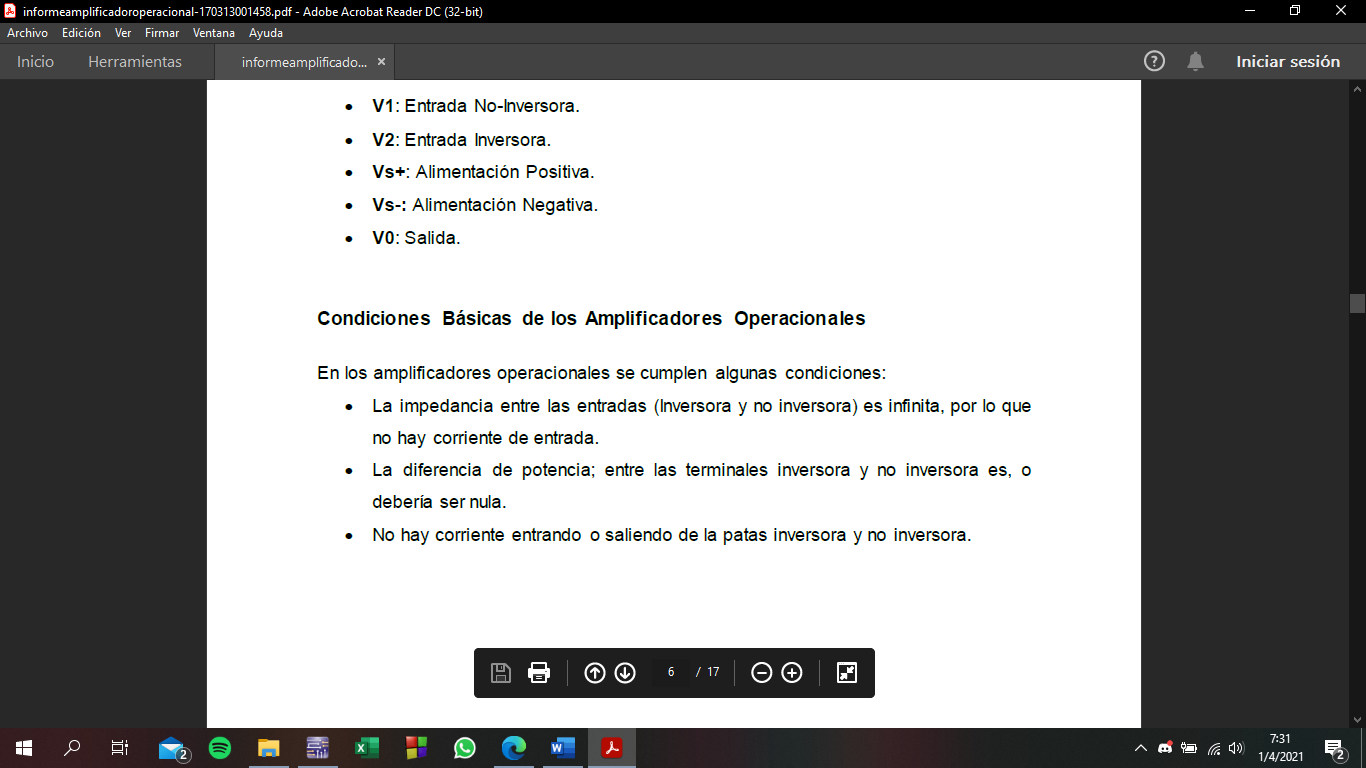 informeamplificadoroperacional-170313001458.pdf - Adobe Acrobat Reader DC (32-bit)
Archivo Edición Ver Firmar Ventana Ayuda
Inicio Herramientas informeamplificado... × Iniciar sesión
• V1: Entrada No-Inversora.
• V2: Entrada Inversora.
• Vs+: Alimentación Positiva.
• Vs-: Alimentación Negativa.
• V0: Salida.
Condiciones Básicas de los Amplificadores Operacionales
En los amplificadores operacionales se cumplen algunas condiciones:
• La impedancia entre las entradas (Inversora y no inversora) es infinita, por lo que
no hay corriente de entrada.
• La diferencia de potencia; entre las terminales inversora y no inversora es, o
debería ser nula.
• No hay corriente entrando o saliendo de la patas inversora y no inversora.
6 / 17
2
7:31
1/4/2021
2